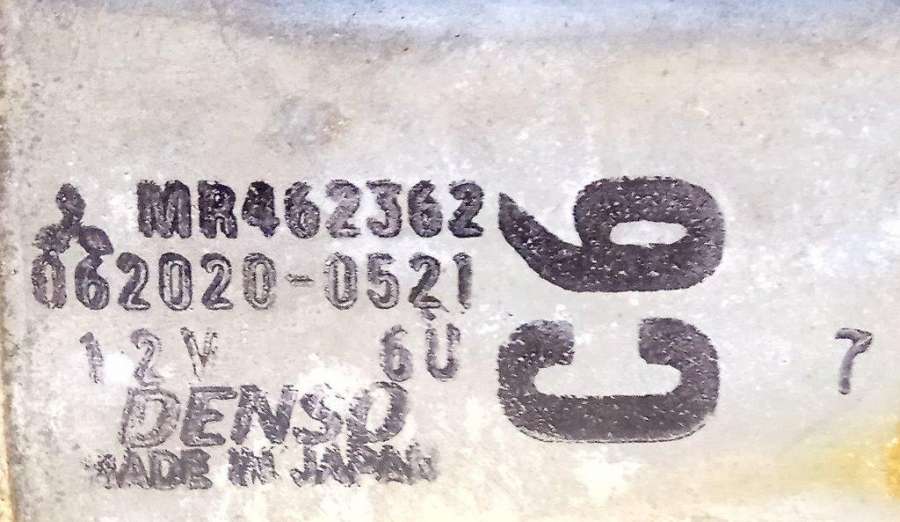 MR462362
062020-0521
12V 6U
DENSO
MADE IN JAPAN
C6
7